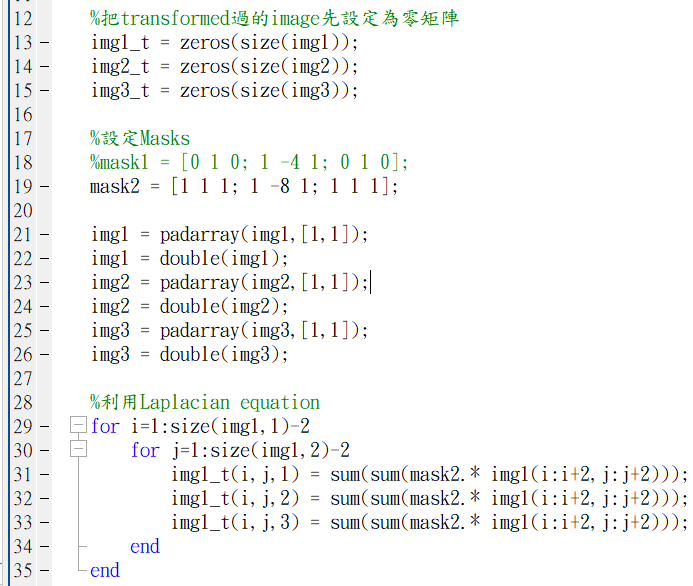 12 %把transformed過的image先設定為零矩陣
13 – img1_t = zeros(size(img1));
14 – img2_t = zeros(size(img2));
15 – img3_t = zeros(size(img3));
16
17 %設定Masks
18 %mask1 = [0 1 0; 1 -4 1; 0 1 0];
19 – mask2 = [1 1 1; 1 -8 1; 1 1 1];
20
21 – img1 = padarray(img1,[1,1]);
22 – img1 = double(img1);
23 – img2 = padarray(img2,[1,1]);
24 – img2 = double(img2);
25 – img3 = padarray(img3,[1,1]);
26 – img3 = double(img3);
27
28 %利用Laplacian equation
29 – for i=1:size(img1,1)-2
30 – for j=1:size(img1,2)-2
31 – img1_t(i,j,1) = sum(sum(mask2.* img1(i:i+2,j:j+2)));
32 – img1_t(i,j,2) = sum(sum(mask2.* img1(i:i+2,j:j+2)));
33 – img1_t(i,j,3) = sum(sum(mask2.* img1(i:i+2,j:j+2)));
34 – end
35 – end